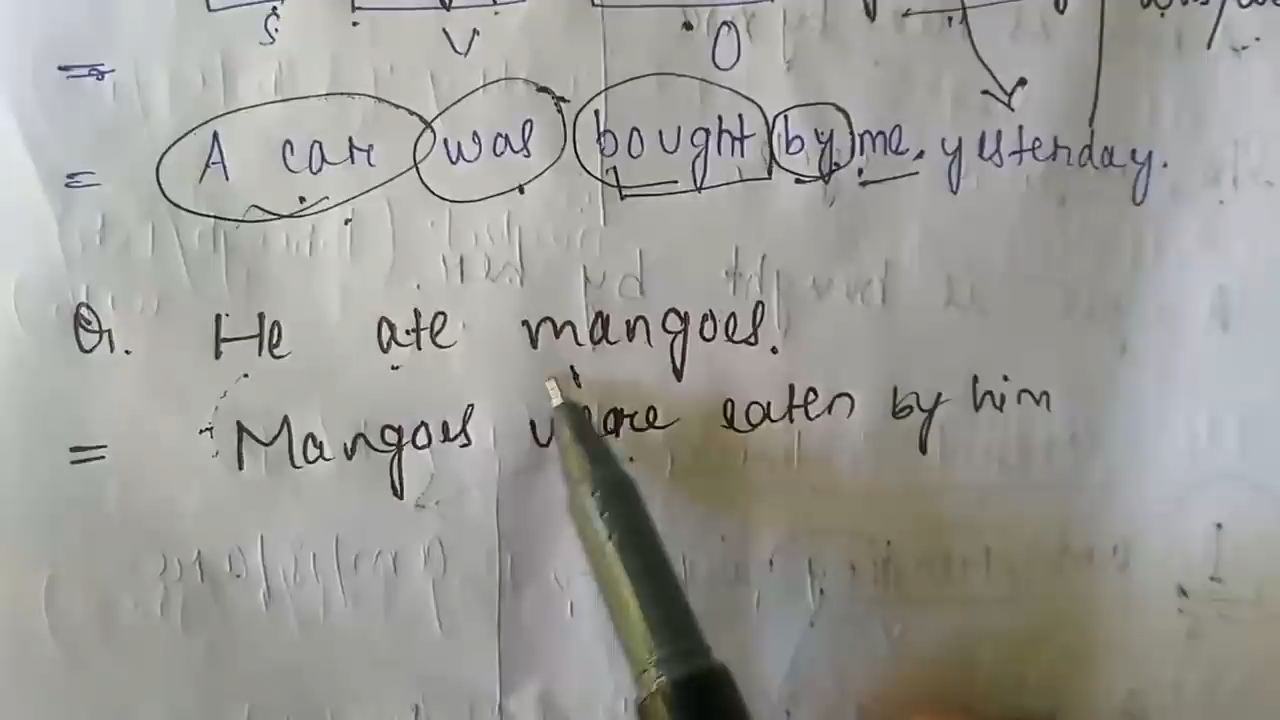 S V O
⇒
= A car was bought by me. yesterday.
Q. He ate mangoes.
= Mangoes were eaten by him